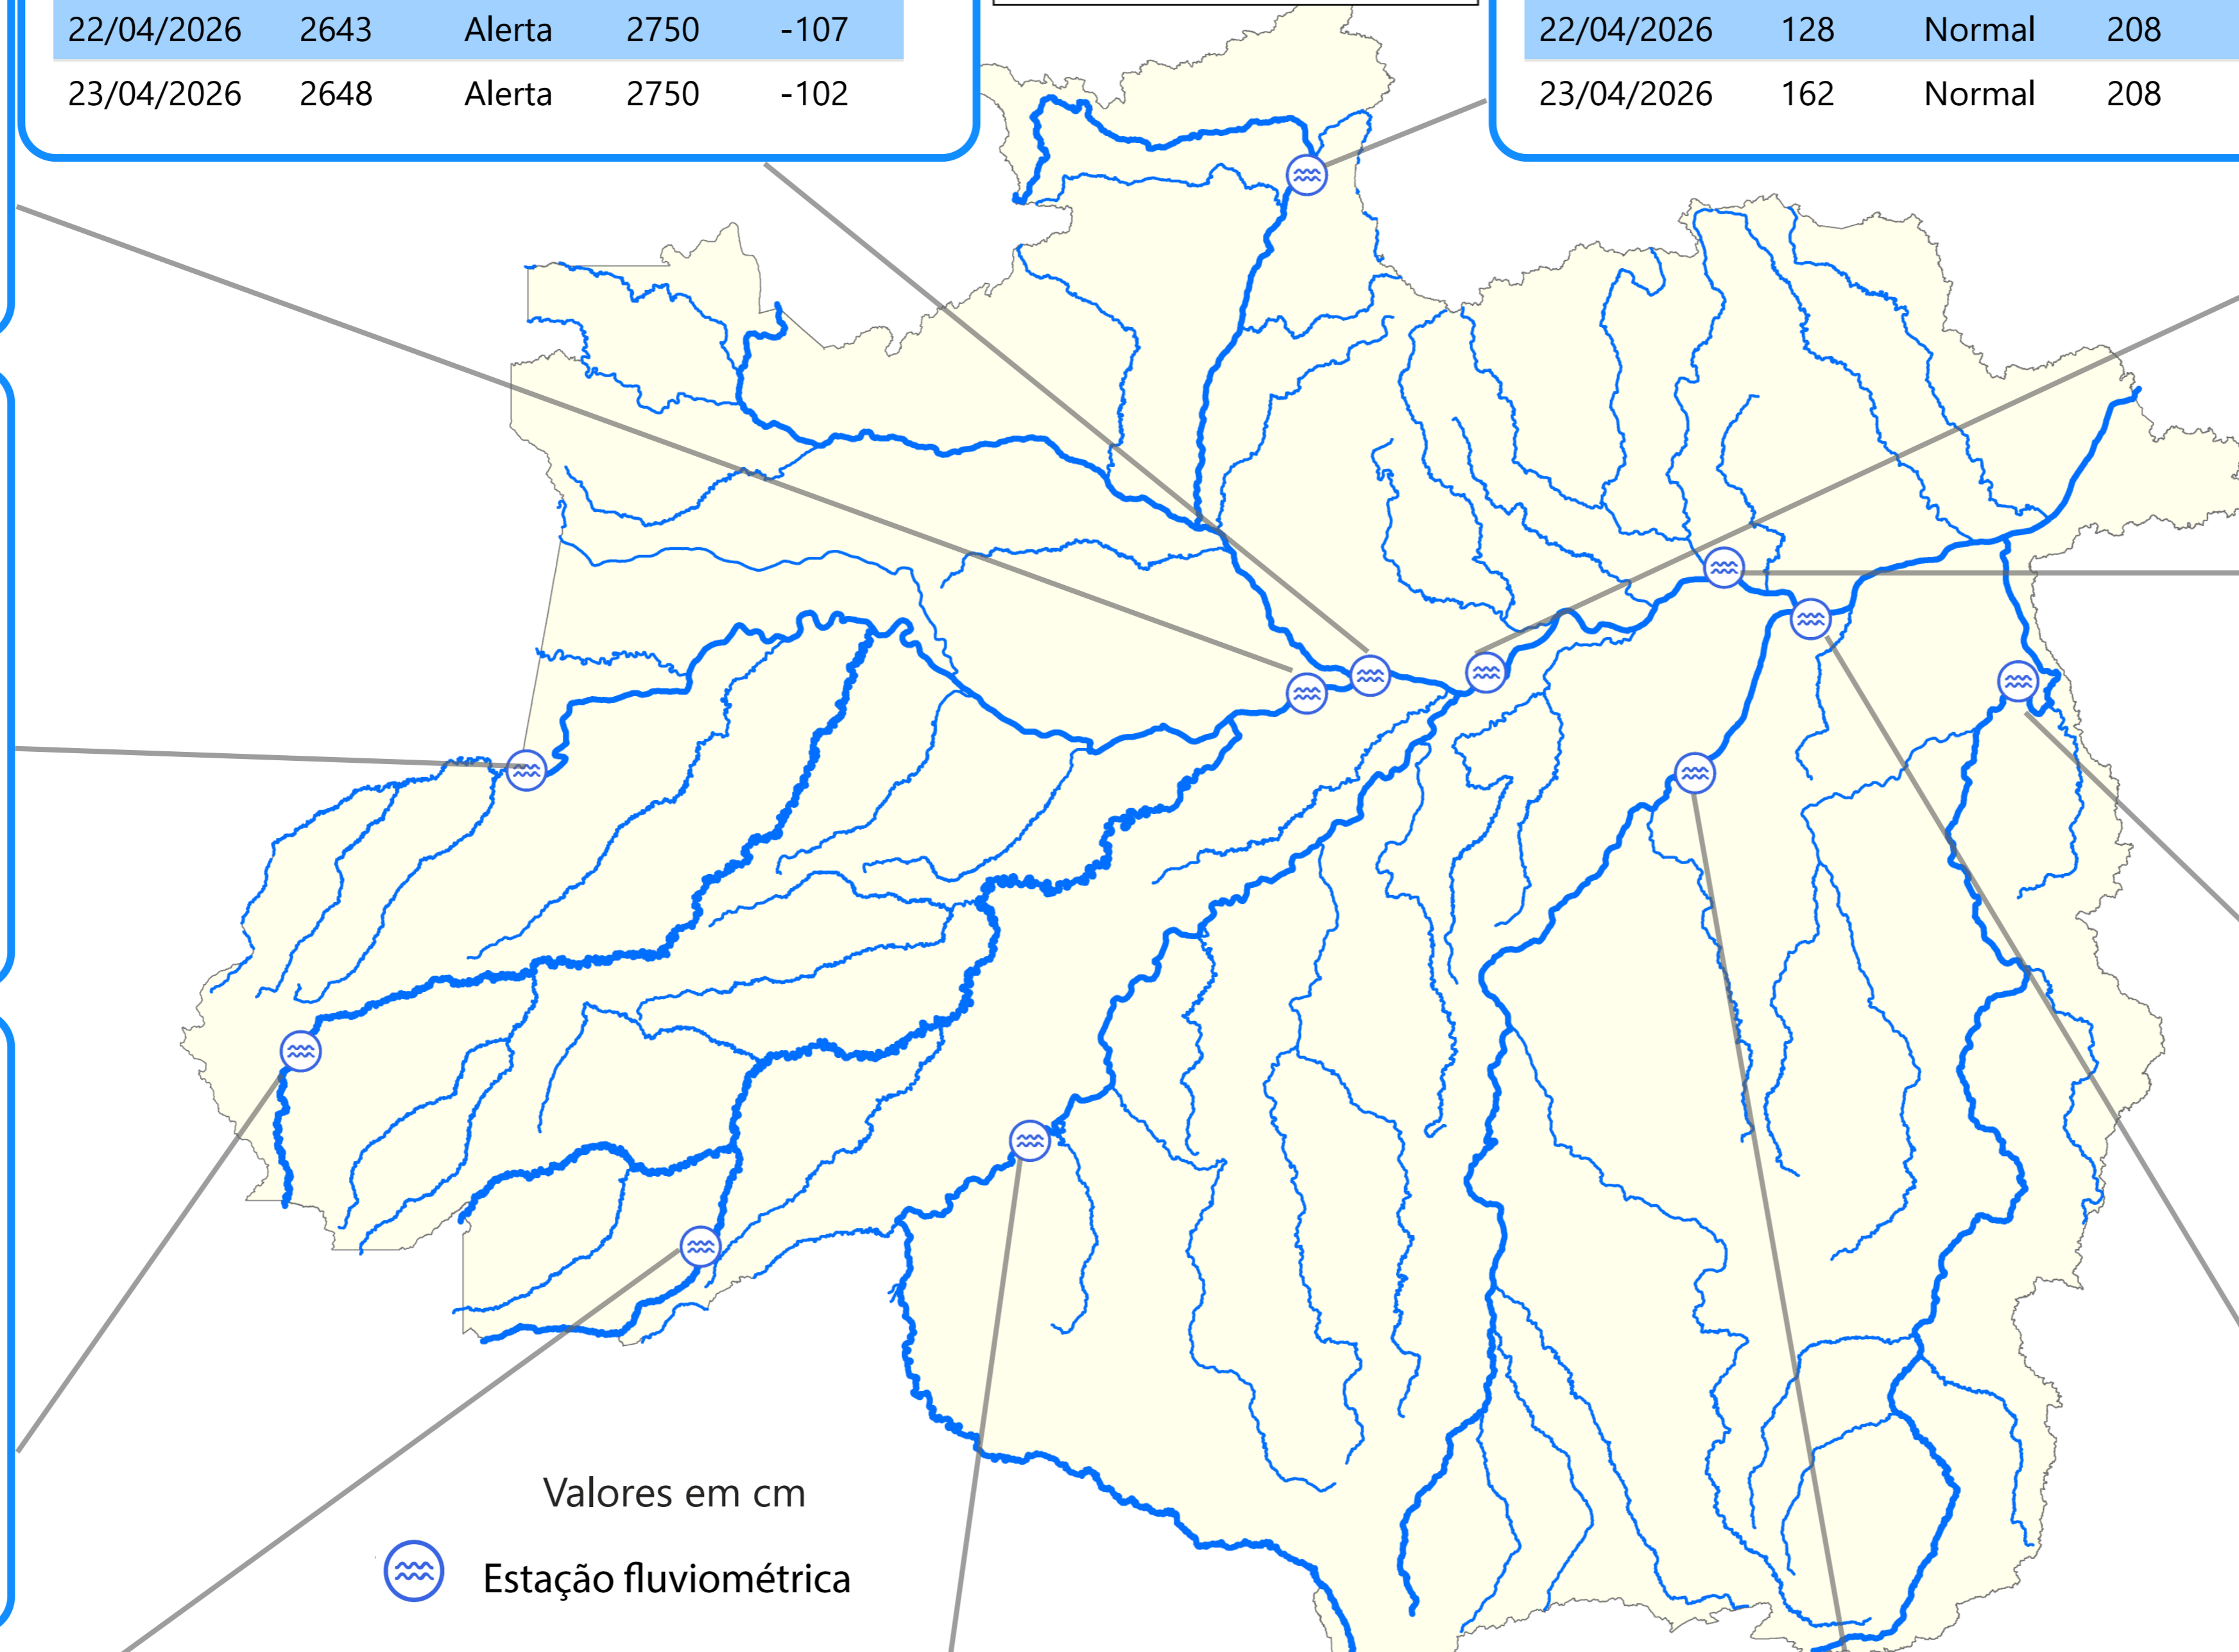 22/04/2026 2643 Alerta 2750 -107
23/04/2026 2648 Alerta 2750 -102
22/04/2026 128 Normal 208
23/04/2026 162 Normal 208
Valores em cm
Estação fluviométrica